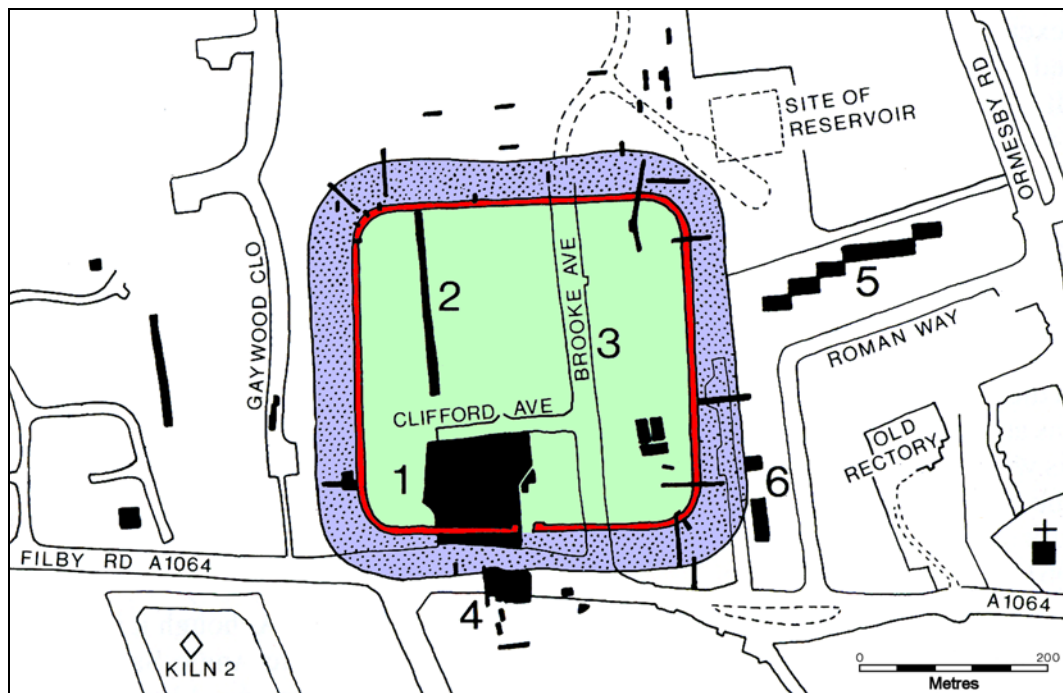 SITE OF
RESERVOIR
ORMESBY RD
GAYWOOD CLO
2
BROOKE AVE
3
5
ROMAN WAY
CLIFFORD AVE
OLD
RECTORY
1
6
FILBY RD A1064
4
A1064
KILN 2
0
200
Metres